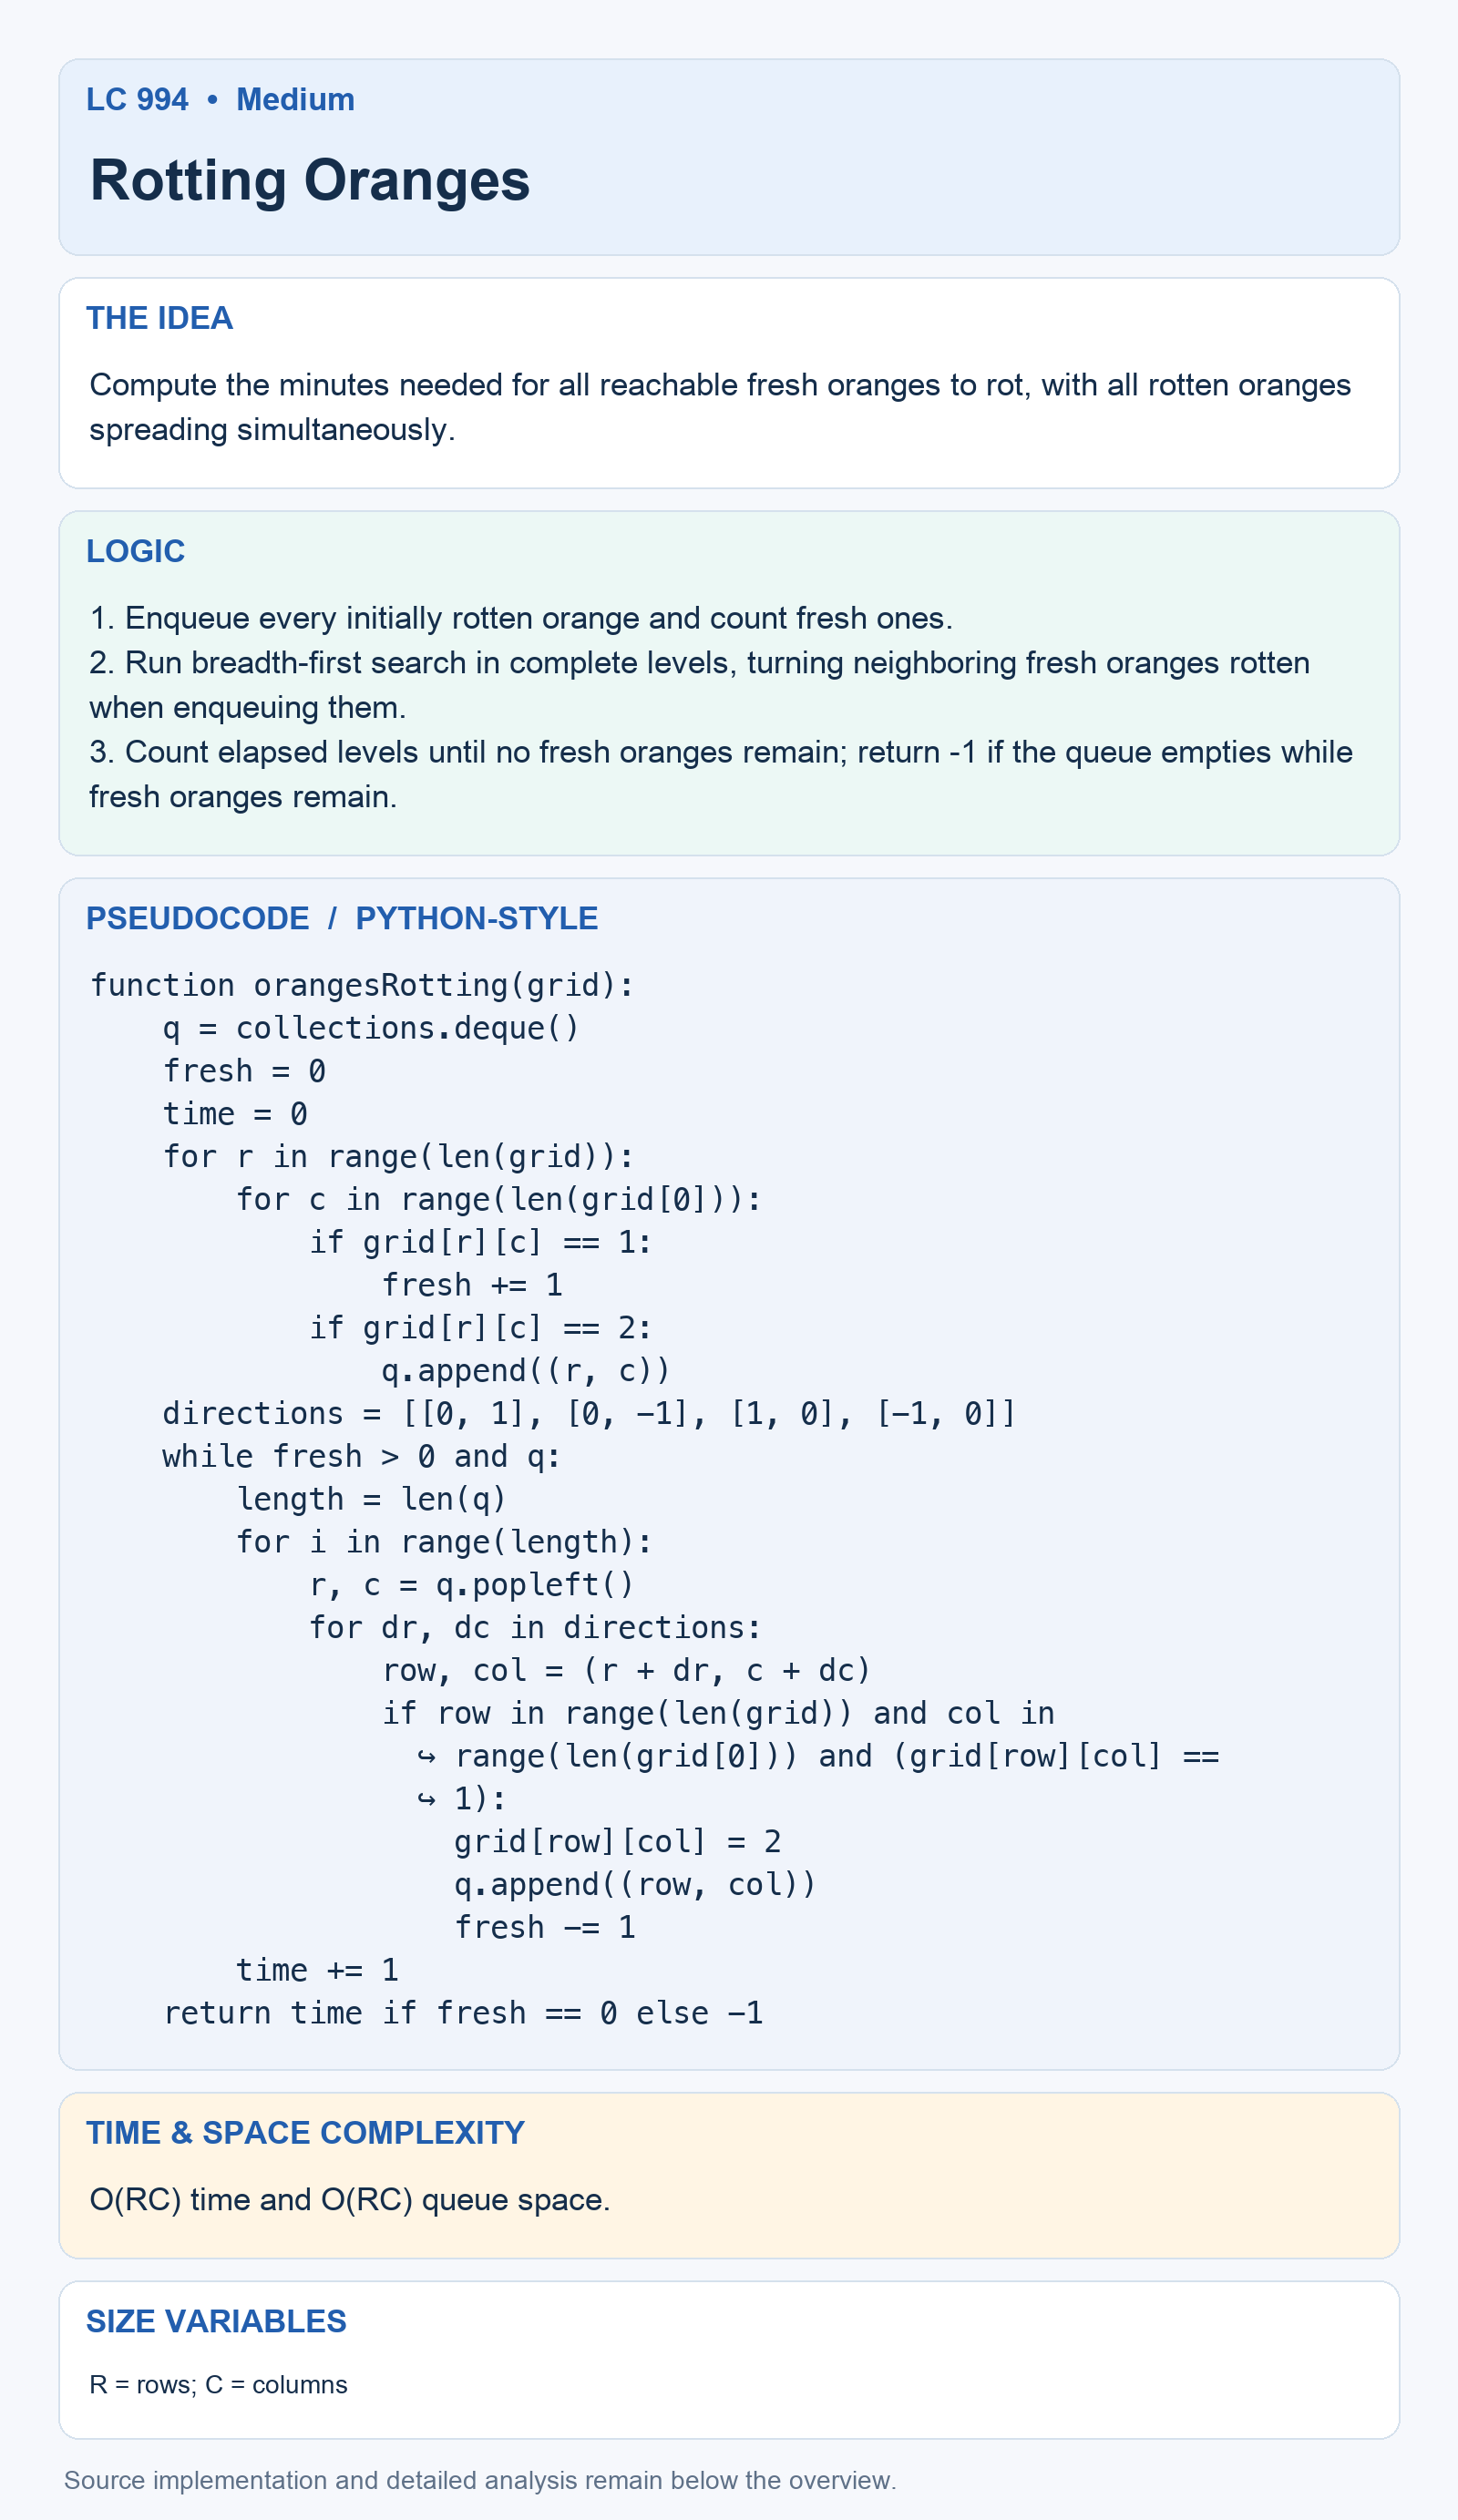 LC 994 • Medium
Rotting Oranges
THE IDEA
Compute the minutes needed for all reachable fresh oranges to rot, with all rotten oranges
spreading simultaneously.
LOGIC
1. Enqueue every initially rotten orange and count fresh ones.
2. Run breadth-first search in complete levels, turning neighboring fresh oranges rotten
when enqueuing them.
3. Count elapsed levels until no fresh oranges remain; return -1 if the queue empties while
fresh oranges remain.
PSEUDOCODE / PYTHON-STYLE
function orangesRotting(grid):
    q = collections.deque()
    fresh = 0
    time = 0
    for r in range(len(grid)):
        for c in range(len(grid[0])):
            if grid[r][c] == 1:
                fresh += 1
            if grid[r][c] == 2:
                q.append((r, c))
    directions = [[0, 1], [0, −1], [1, 0], [−1, 0]]
    while fresh > 0 and q:
        length = len(q)
        for i in range(length):
            r, c = q.popleft()
            for dr, dc in directions:
                row, col = (r + dr, c + dc)
                if row in range(len(grid)) and col in
                  ↪ range(len(grid[0])) and (grid[row][col] ==
                  ↪ 1):
                    grid[row][col] = 2
                    q.append((row, col))
                    fresh −= 1
        time += 1
    return time if fresh == 0 else −1
TIME & SPACE COMPLEXITY
O(RC) time and O(RC) queue space.
SIZE VARIABLES
R = rows; C = columns
Source implementation and detailed analysis remain below the overview.